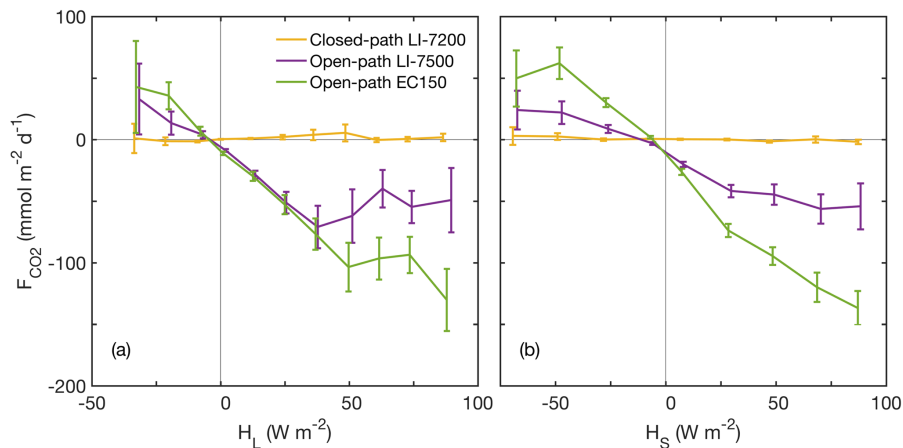 100
0
-100
-200
F_CO2 (mmol m⁻² d⁻¹)
Closed-path LI-7200
Open-path LI-7500
Open-path EC150
(a)
(b)
-50
0
50
100
-50
0
50
100
H_L (W m⁻²)
H_S (W m⁻²)